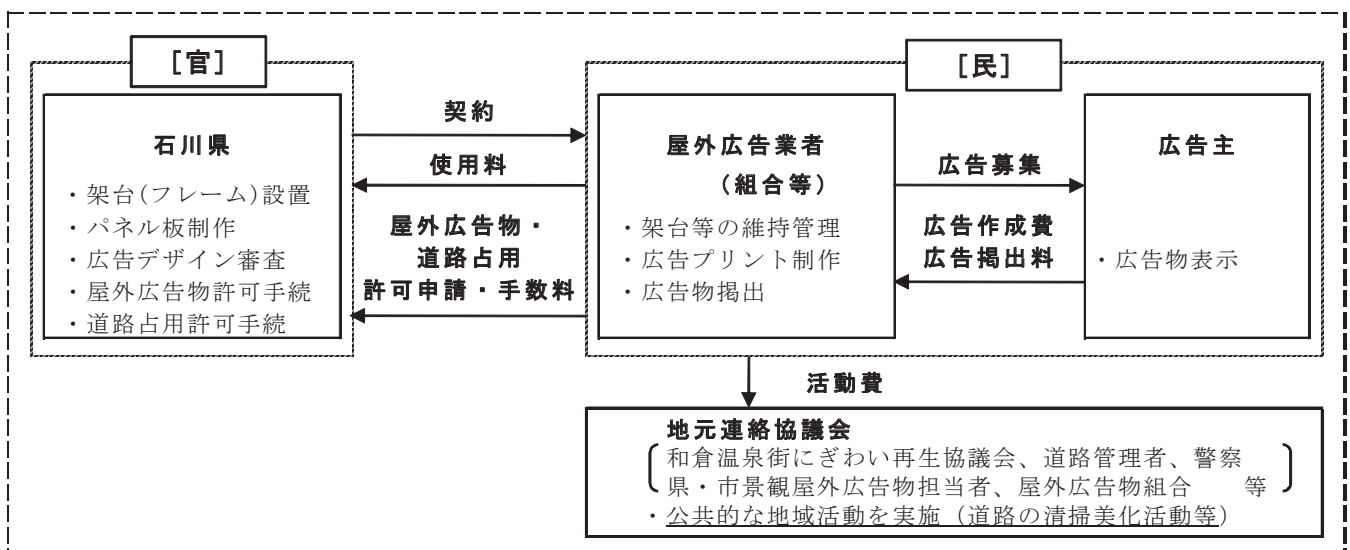 [官]
石川県
・架台(フレーム)設置
・パネル板制作
・広告デザイン審査
・屋外広告物許可手続
・道路占用許可手続
契約
使用料
屋外広告物・
道路占用
許可申請・手数料
[民]
屋外広告業者
(組合等)
・架台等の維持管理
・広告プリント制作
・広告物掲出
広告募集
広告作成費
広告掲出料
広告主
・広告物表示
活動費
地元連絡協議会
和倉温泉街にぎわい再生協議会、道路管理者、警察
県・市景観屋外広告物担当者、屋外広告物組合 等
・公共的な地域活動を実施(道路の清掃美化活動等)